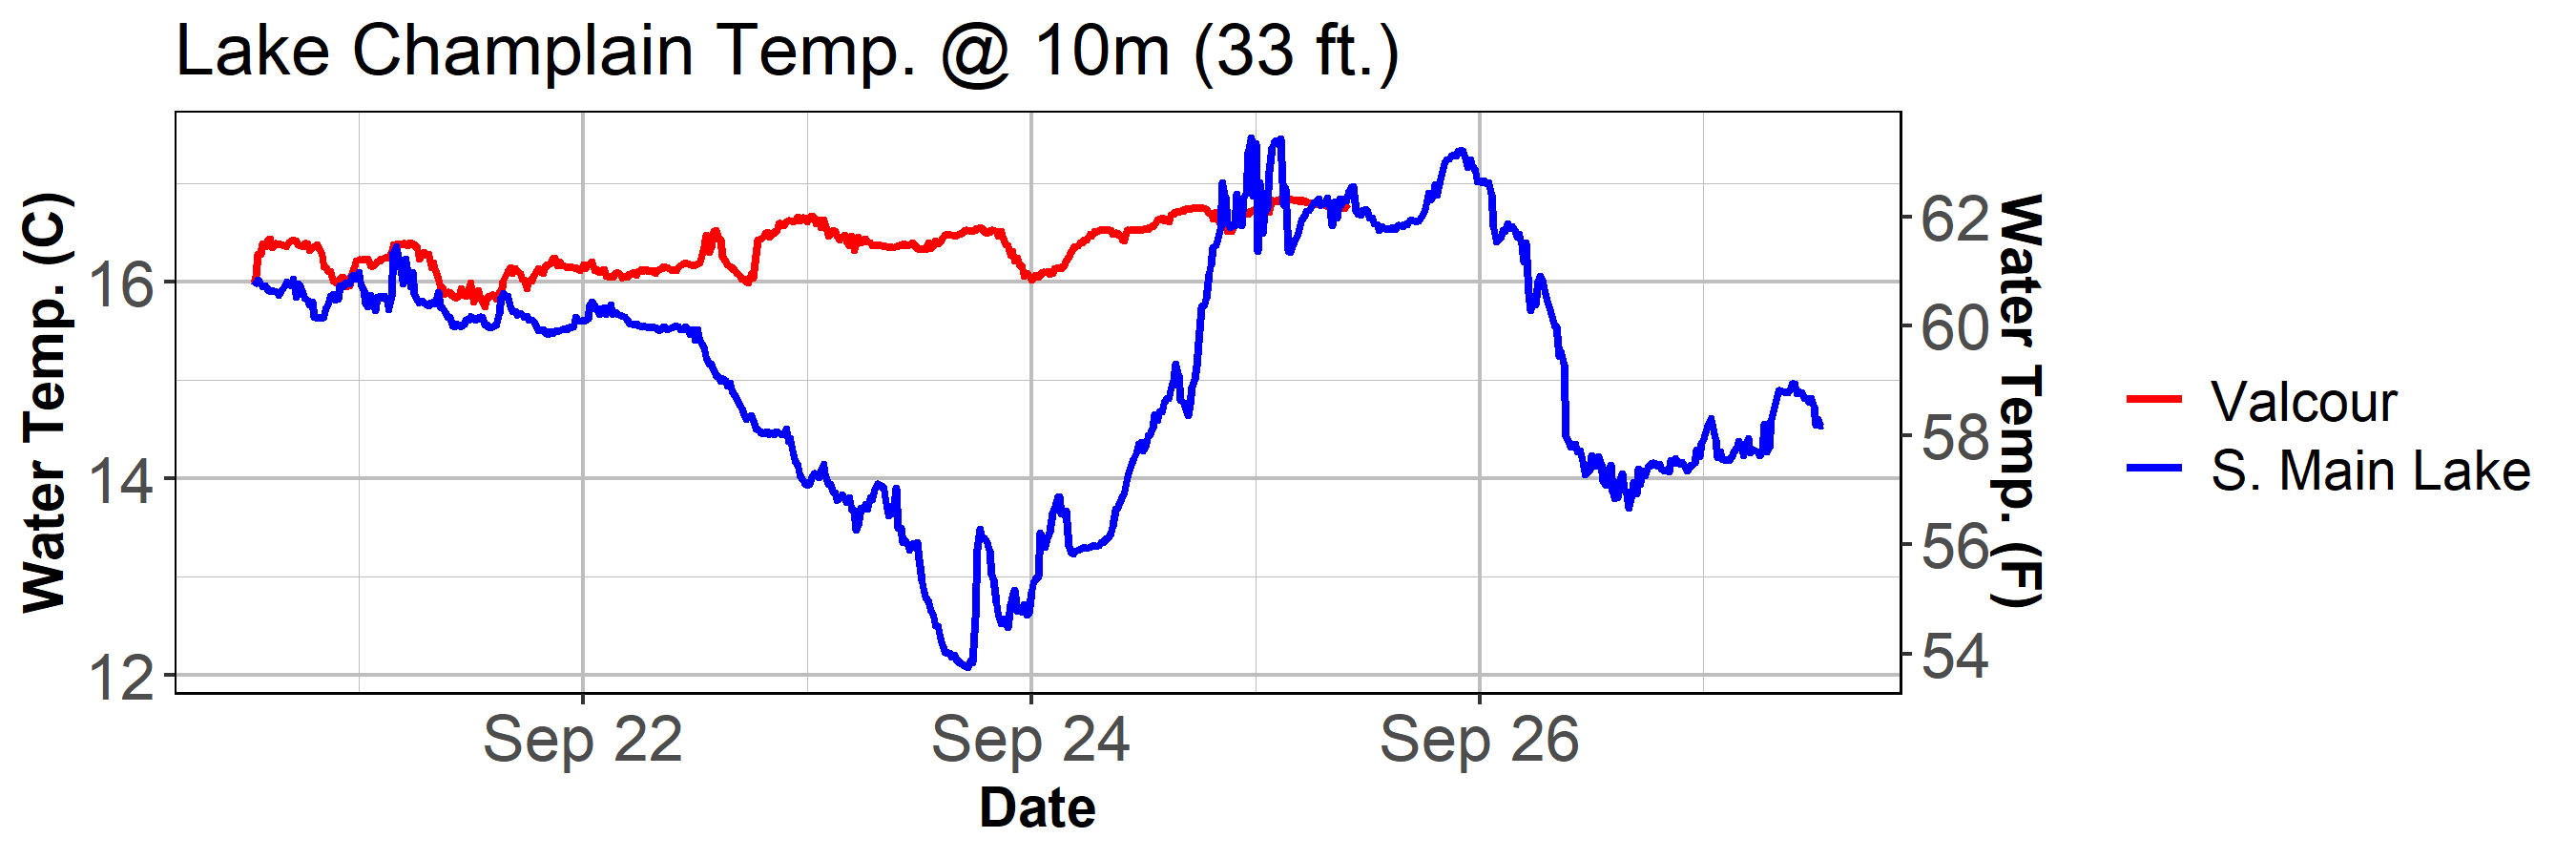 Lake Champlain Temp. @ 10m (33 ft.)
Water Temp. (C)
16
14
12
62
60
58
56
54
Water Temp. (F)
Sep 22
Sep 24
Sep 26
Date
Valcour
S. Main Lake